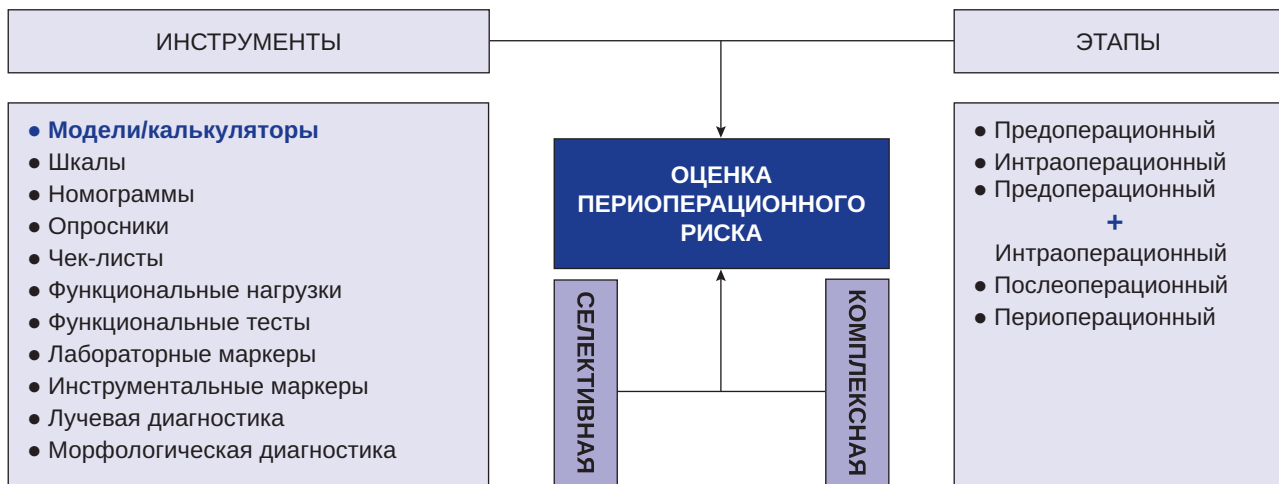 ИНСТРУМЕНТЫ
● Модели/калькуляторы
● Шкалы
● Номограммы
● Опросники
● Чек-листы
● Функциональные нагрузки
● Функциональные тесты
● Лабораторные маркеры
● Инструментальные маркеры
● Лучевая диагностика
● Морфологическая диагностика
ОЦЕНКА
ПЕРИОПЕРАЦИОННОГО
РИСКА
СЕЛЕКТИВНАЯ
КОМПЛЕКСНАЯ
ЭТАПЫ
● Предоперационный
● Интраоперационный
● Предоперационный
+
Интраоперационный
● Послеоперационный
● Периоперационный